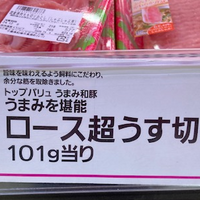 旨味を味わえるよう飼料にこだわり、
余分な筋を取除きました。
トップバリュ うまみ和豚
うまみを堪能
ロース超うす切
101g当り